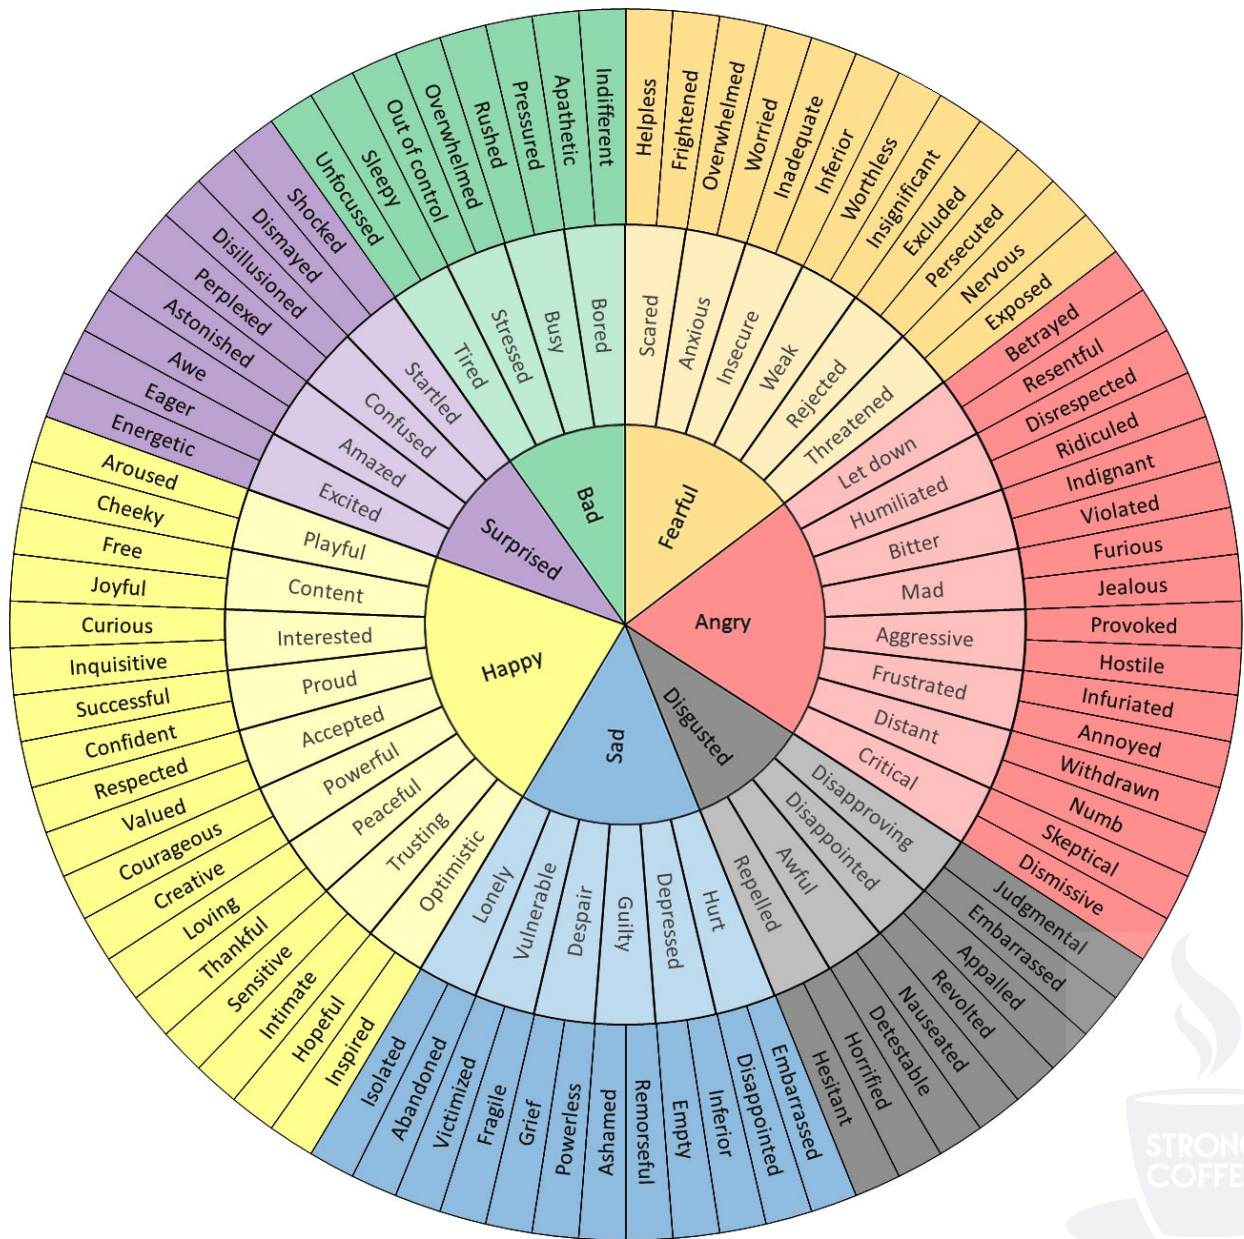 Fearful
Angry
Disgusted
Sad
Happy
Surprised
Bad
Scared
Anxious
Insecure
Weak
Rejected
Threatened
Let down
Humiliated
Bitter
Mad
Aggressive
Frustrated
Distant
Critical
Disapproving
Disappointed
Awful
Repelled
Hurt
Depressed
Guilty
Despair
Vulnerable
Lonely
Optimistic
Trusting
Peaceful
Powerful
Accepted
Proud
Interested
Content
Playful
Excited
Amazed
Confused
Startled
Tired
Stressed
Busy
Bored
Helpless
Frightened
Overwhelmed
Worried
Inadequate
Inferior
Worthless
Insignificant
Excluded
Persecuted
Nervous
Exposed
Betrayed
Resentful
Disrespected
Ridiculed
Indignant
Violated
Furious
Jealous
Provoked
Hostile
Infuriated
Annoyed
Withdrawn
Numb
Skeptical
Dismissive
Judgmental
Embarrassed
Appalled
Revolted
Nauseated
Detestable
Horrified
Hesitant
Embarrassed
Disappointed
Inferior
Empty
Remorseful
Ashamed
Powerless
Grief
Fragile
Victimized
Abandoned
Isolated
Inspired
Hopeful
Intimate
Sensitive
Thankful
Loving
Creative
Courageous
Valued
Respected
Confident
Successful
Inquisitive
Curious
Joyful
Free
Cheeky
Aroused
Energetic
Eager
Awe
Astonished
Perplexed
Disillusioned
Dismayed
Shocked
Unfocussed
Sleepy
Out of control
Overwhelmed
Rushed
Pressured
Apathetic
Indifferent
STRONG
COFFE